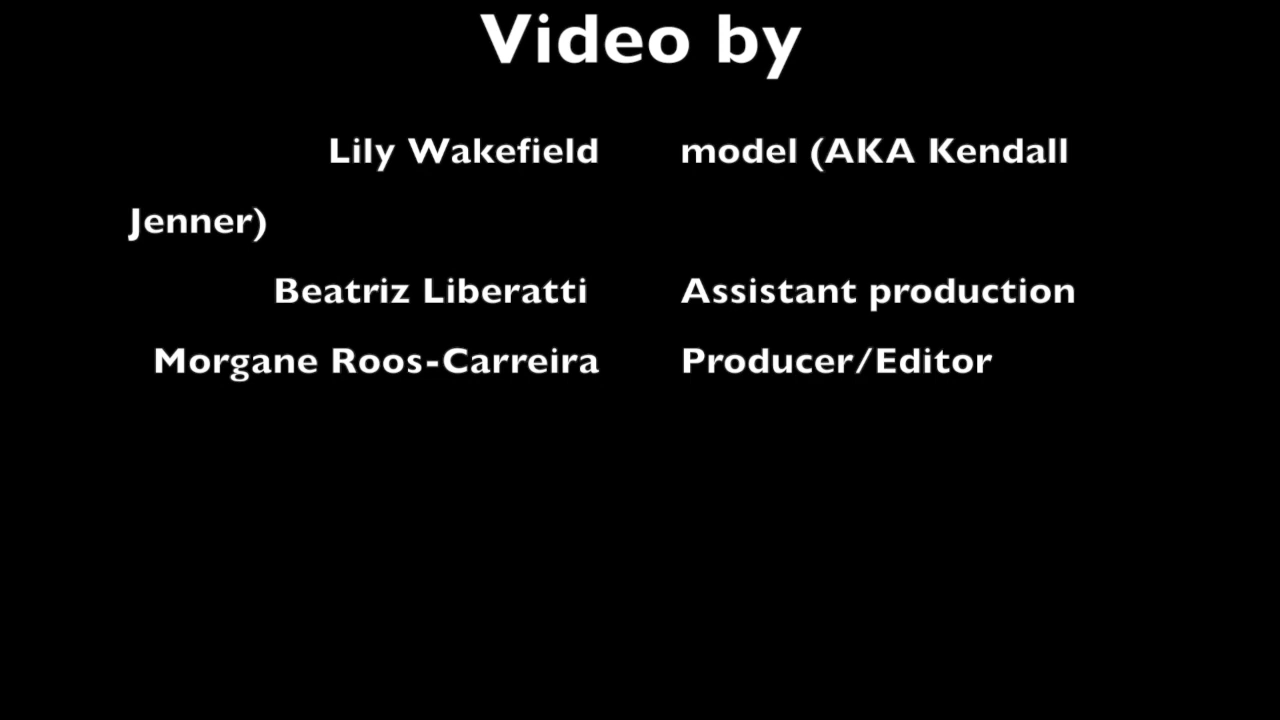 Video by
Lily Wakefield model (AKA Kendall
Jenner)
Beatriz Liberatti Assistant production
Morgane Roos-Carreira Producer/Editor